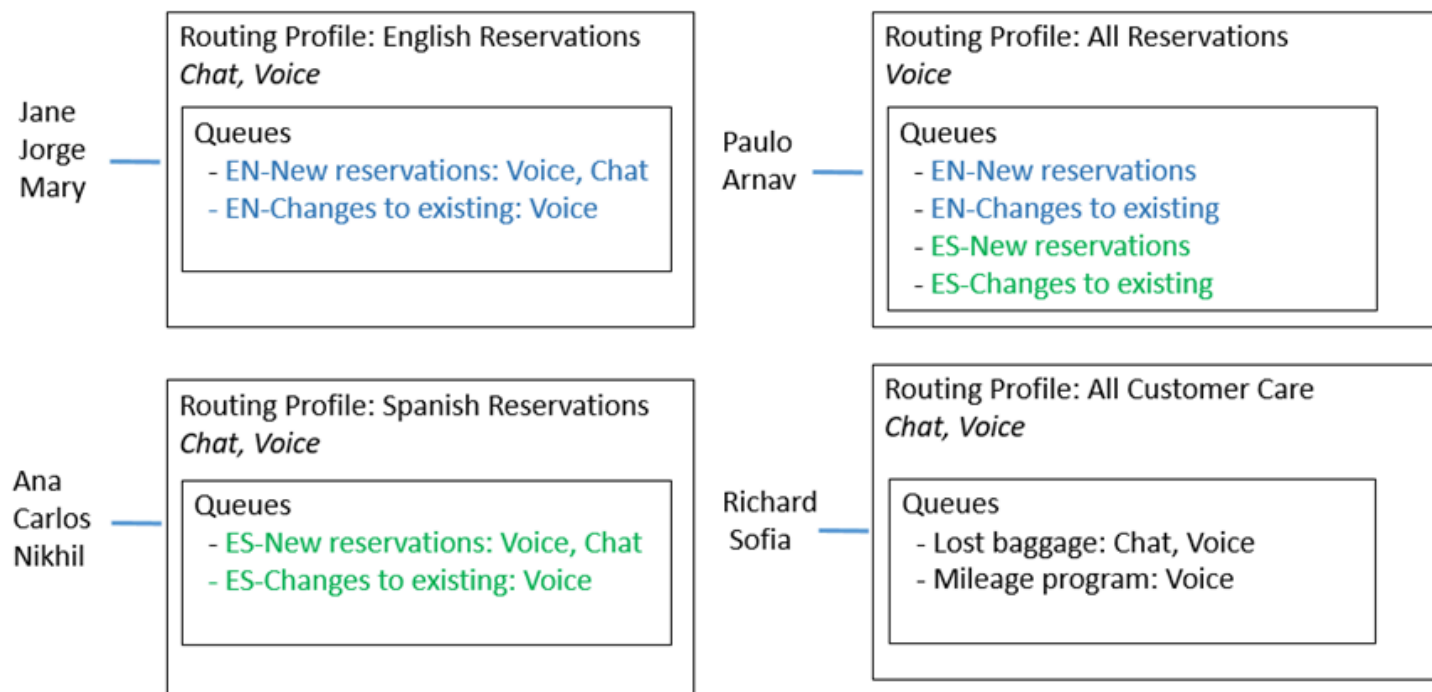 Jane
Jorge
Mary
Routing Profile: English Reservations
Chat, Voice
Queues
- EN-New reservations: Voice, Chat
- EN-Changes to existing: Voice
Paulo
Arnav
Routing Profile: All Reservations
Voice
Queues
- EN-New reservations
- EN-Changes to existing
- ES-New reservations
- ES-Changes to existing
Ana
Carlos
Nikhil
Routing Profile: Spanish Reservations
Chat, Voice
Queues
- ES-New reservations: Voice, Chat
- ES-Changes to existing: Voice
Richard
Sofia
Routing Profile: All Customer Care
Chat, Voice
Queues
- Lost baggage: Chat, Voice
- Mileage program: Voice